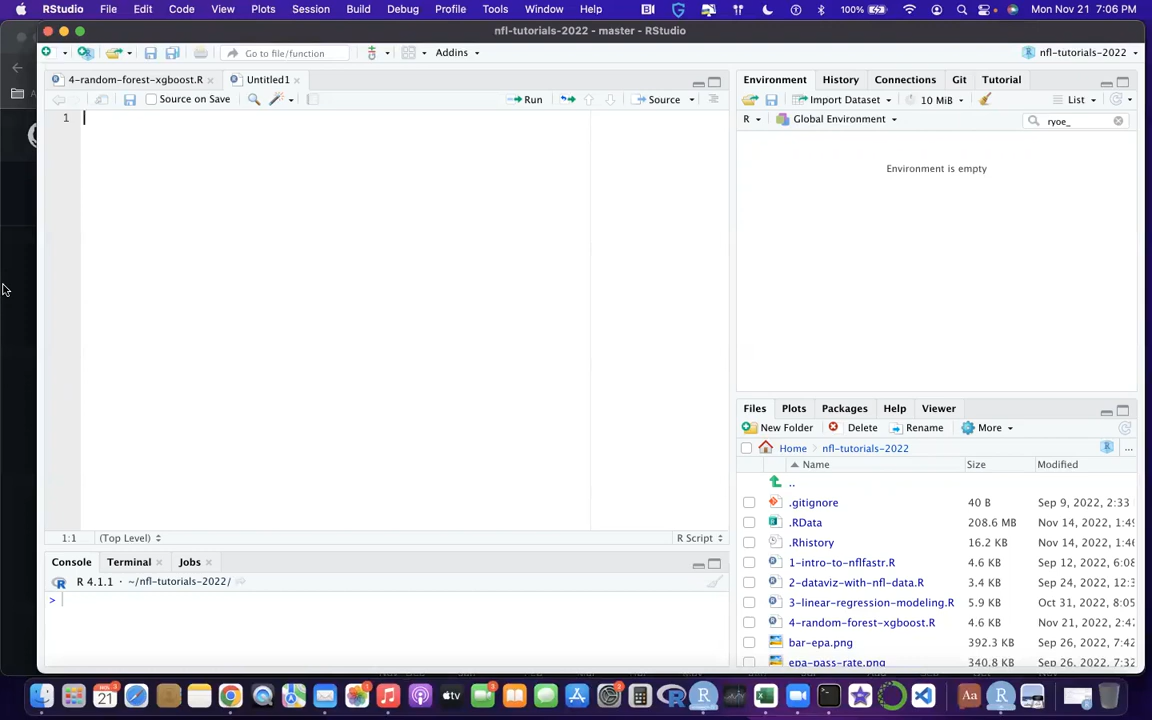 RStudio File Edit Code View Plots Session Build Debug Profile Tools Window Help 100% Mon Nov 21 7:06 PM
nfl-tutorials-2022 - master - RStudio
Go to file/function Addins nfl-tutorials-2022
4-random-forest-xgboost.R Untitled1
Source on Save Run Source
1
1:1 (Top Level) R Script
Console Terminal Jobs
R 4.1.1 · ~/nfl-tutorials-2022/
>
Environment History Connections Git Tutorial
Import Dataset 10 MiB List
R Global Environment ryoe_
Environment is empty
Files Plots Packages Help Viewer
New Folder Delete Rename More
Home nfl-tutorials-2022
Name Size Modified
..
.gitignore 40 B Sep 9, 2022, 2:33
.RData 208.6 MB Nov 14, 2022, 1:49
.Rhistory 16.2 KB Nov 14, 2022, 1:46
1-intro-to-nflfastr.R 4.6 KB Sep 12, 2022, 6:08
2-dataviz-with-nfl-data.R 3.4 KB Sep 24, 2022, 12:
3-linear-regression-modeling.R 5.9 KB Oct 31, 2022, 8:05
4-random-forest-xgboost.R 4.6 KB Nov 21, 2022, 2:4
bar-epa.png 392.3 KB Sep 26, 2022, 7:4
epa-pass-rate.png 340.8 KB Sep 26, 2022, 7:4